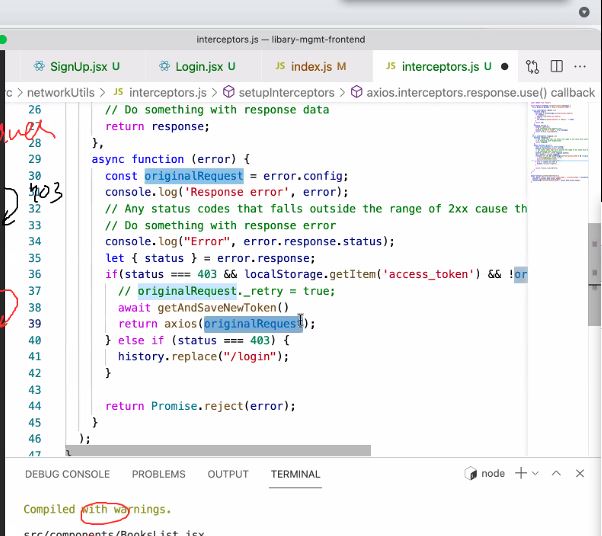 interceptors.js — libary-mgmt-frontend
SignUp.jsx U
Login.jsx U
JS index.js M
JS interceptors.js U
rc > networkUtils > JS interceptors.js > setupInterceptors > axios.interceptors.response.use() callback
26 // Do something with response data
27 return response;
28 },
29 async function (error) {
30 const originalRequest = error.config;
31 console.log('Response error', error);
32 // Any status codes that falls outside the range of 2xx cause th
33 // Do something with response error
34 console.log("Error", error.response.status);
35 let { status } = error.response;
36 if(status === 403 && localStorage.getItem('access_token') && !or
37 // originalRequest._retry = true;
38 await getAndSaveNewToken()
39 return axios(originalRequest);
40 } else if (status === 403) {
41 history.replace("/login");
42 }
43
44 return Promise.reject(error);
45 }
46 );
47 }
403
DEBUG CONSOLE PROBLEMS OUTPUT TERMINAL
node
Compiled with warnings.
src/components/BooksList.jsx